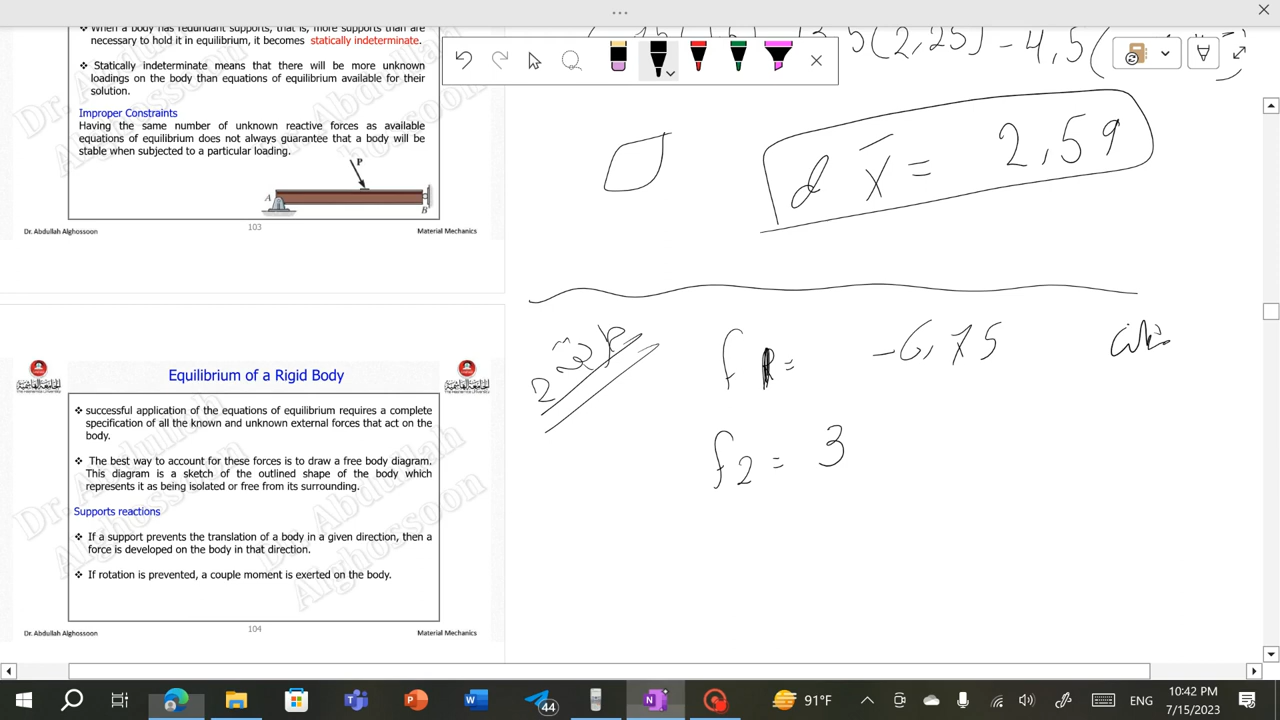 When a body has redundant supports, that is, more supports than are
necessary to hold it in equilibrium, it becomes statically indeterminate.
Statically indeterminate means that there will be more unknown
loadings on the body than equations of equilibrium available for their
solution.
Improper Constraints
Having the same number of unknown reactive forces as available
equations of equilibrium does not always guarantee that a body will be
stable when subjected to a particular loading.
P
A
B
Dr. Abdullah Alghossoon
103
Material Mechanics
Equilibrium of a Rigid Body
successful application of the equations of equilibrium requires a complete
specification of all the known and unknown external forces that act on the
body.
The best way to account for these forces is to draw a free body diagram.
This diagram is a sketch of the outlined shape of the body which
represents it as being isolated or free from its surrounding.
Supports reactions
If a support prevents the translation of a body in a given direction, then a
force is developed on the body in that direction.
If rotation is prevented, a couple moment is exerted on the body.
Dr. Abdullah Alghossoon
104
Material Mechanics
5(2,25) - 4,5(
d x̄ = 2,59
f R = -6,75
f2 = 3
44
91°F
ENG
10:42 PM
7/15/2023